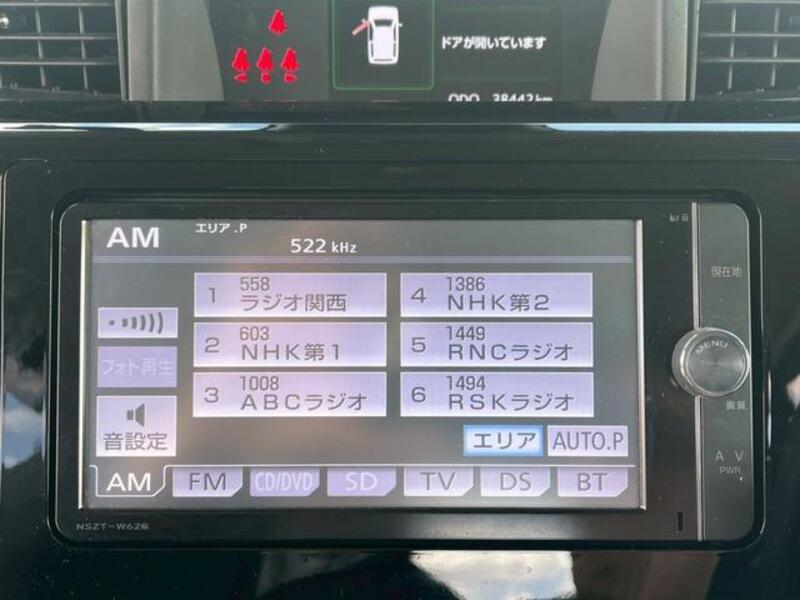 ドアが開いています
ODO 38442 km
AM
エリア.P
522 kHz
1 558 ラジオ関西
4 1386 NHK第2
2 603 NHK第1
5 1449 RNCラジオ
3 1008 ABCラジオ
6 1494 RSKラジオ
フォト再生
音設定
エリア AUTO.P
AM FM CD/DVD SD TV DS BT
現在地
MENU
画質
AV
PWR